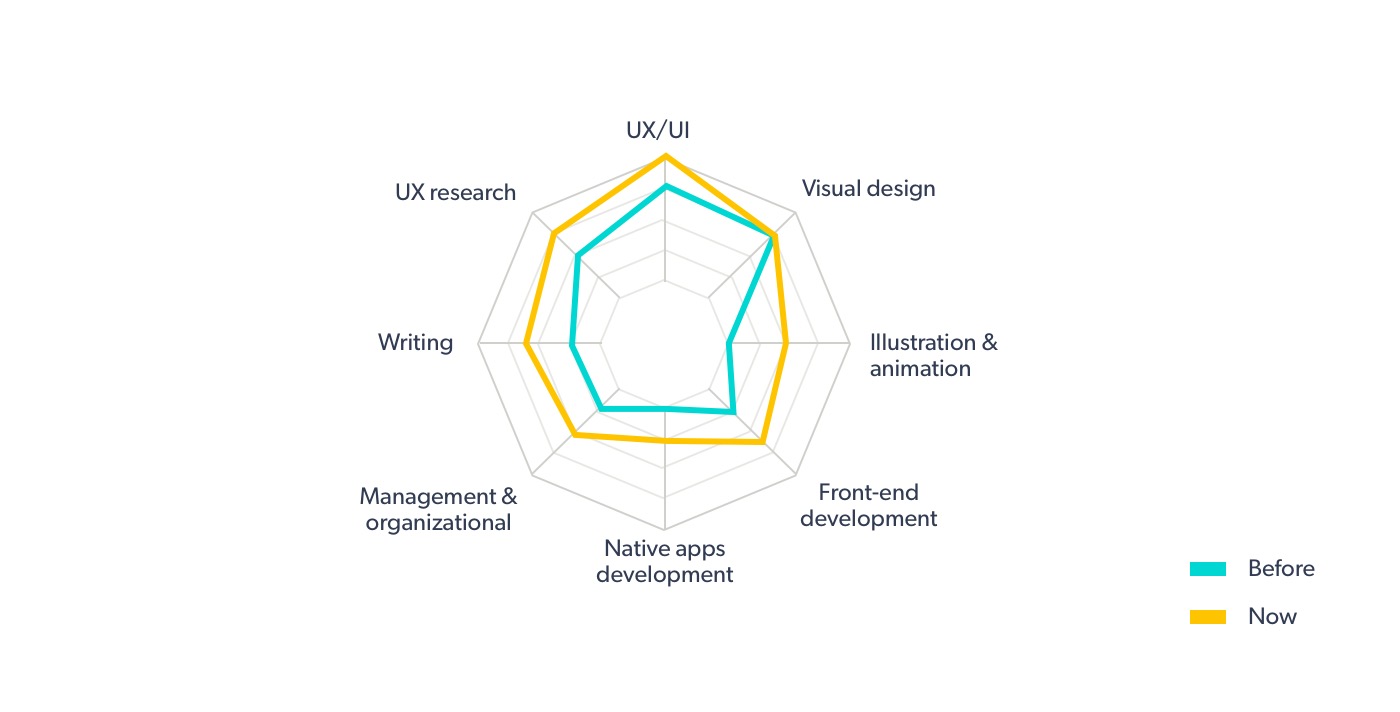 UX/UI
UX research
Visual design
Writing
Illustration &
animation
Management &
organizational
Front-end
development
Native apps
development
Before
Now